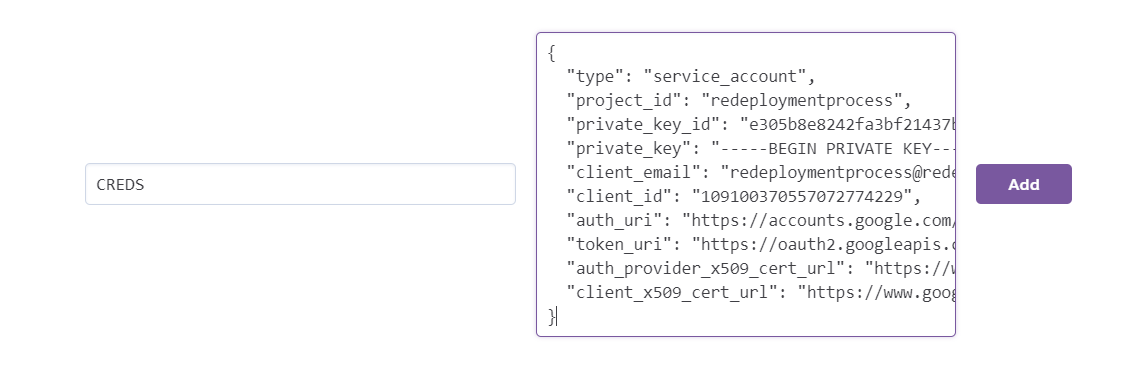 CREDS
{
"type": "service_account",
"project_id": "redeploymentprocess",
"private_key_id": "e305b8e8242fa3bf21437b
"private_key": "-----BEGIN PRIVATE KEY---
"client_email": "redeploymentprocess@rede
"client_id": "109100370557072774229",
"auth_uri": "https://accounts.google.com/
"token_uri": "https://oauth2.googleapis.c
"auth_provider_x509_cert_url": "https://w
"client_x509_cert_url": "https://www.goog
}
Add